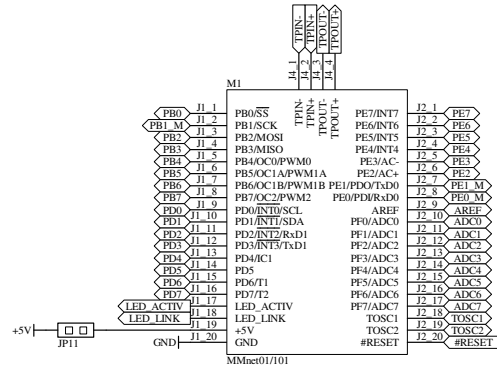 TPIN- TPIN+ TPOUT- TPOUT+
J4_1 J4_2 J4_3 J4_4
M1
TPIN- TPIN+ TPOUT- TPOUT+
PB0 J1_1 PB0/SS PE7/INT7 J2_1 PE7
PB1_M J1_2 PB1/SCK PE6/INT6 J2_2 PE6
PB2 J1_3 PB2/MOSI PE5/INT5 J2_3 PE5
PB3 J1_4 PB3/MISO PE4/INT4 J2_4 PE4
PB4 J1_5 PB4/OC0/PWM0 PE3/AC- J2_5 PE3
PB5 J1_6 PB5/OC1A/PWM1A PE2/AC+ J2_6 PE2
PB6 J1_7 PB6/OC1B/PWM1B PE1/PDO/TxD0 J2_7 PE1_M
PB7 J1_8 PB7/OC2/PWM2 PE0/PDI/RxD0 J2_8 PE0_M
PD0 J1_9 PD0/INT0/SCL AREF J2_9 AREF
PD1 J1_10 PD1/INT1/SDA PF0/ADC0 J2_10 ADC0
PD2 J1_11 PD2/INT2/RxD1 PF1/ADC1 J2_11 ADC1
PD3 J1_12 PD3/INT3/TxD1 PF2/ADC2 J2_12 ADC2
PD4 J1_13 PD4/IC1 PF3/ADC3 J2_13 ADC3
PD5 J1_14 PD5 PF4/ADC4 J2_14 ADC4
PD6 J1_15 PD6/T1 PF5/ADC5 J2_15 ADC5
PD7 J1_16 PD7/T2 PF6/ADC6 J2_16 ADC6
LED_ACTIV J1_17 LED_ACTIV PF7/ADC7 J2_17 ADC7
LED_LINK J1_18 LED_LINK TOSC1 J2_18 TOSC1
+5V J1_19 +5V TOSC2 J2_19 TOSC2
JP11 GND J1_20 GND #RESET J2_20 #RESET
MMnet01/101